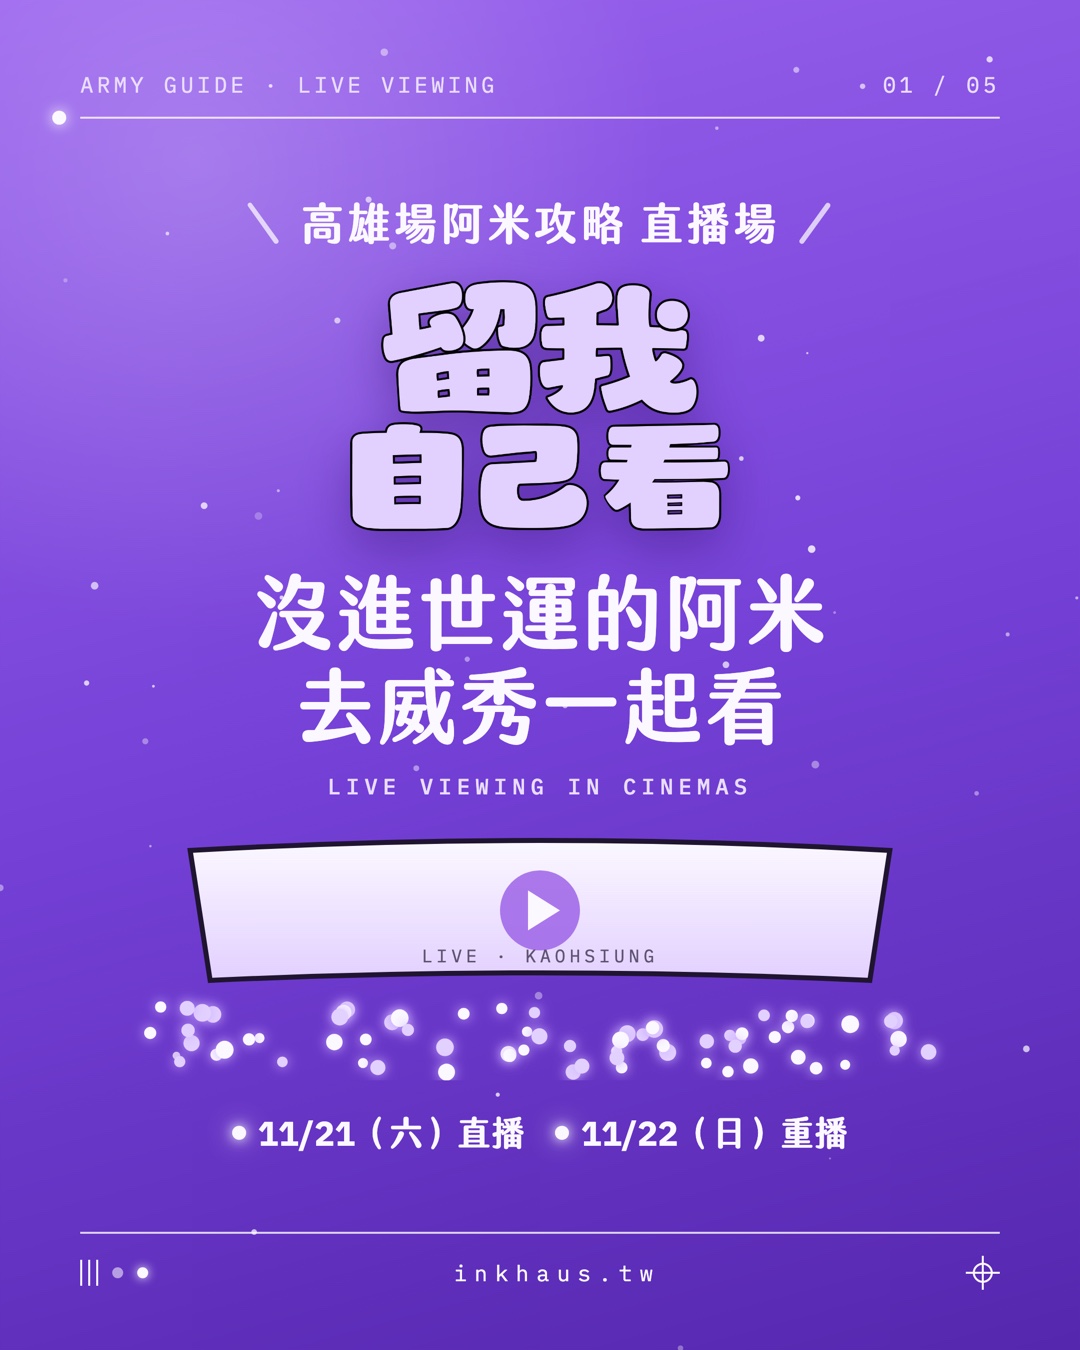 ARMY GUIDE · LIVE VIEWING
01 / 05
高雄場阿米攻略 直播場
留我
自己看
沒進世運的阿米
去威秀一起看
LIVE VIEWING IN CINEMAS
LIVE · KAOHSIUNG
11/21（六）直播
11/22（日）重播
inkhaus.tw